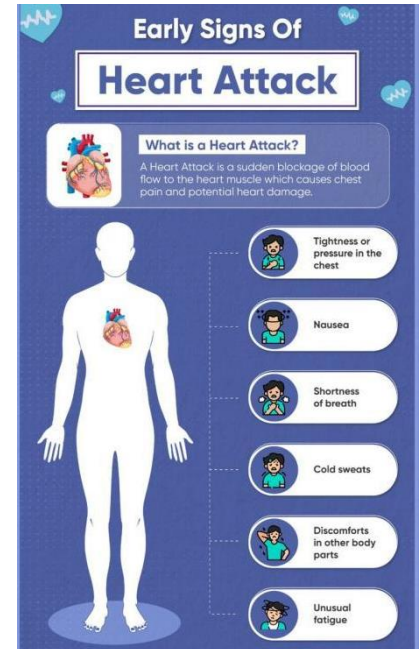 Early Signs Of
Heart Attack
What is a Heart Attack?
A Heart Attack is a sudden blockage of blood
flow to the heart muscle which causes chest
pain and potential heart damage.
Tightness or
pressure in the
chest
Nausea
Shortness
of breath
Cold sweats
Discomforts
in other body
parts
Unusual
fatigue